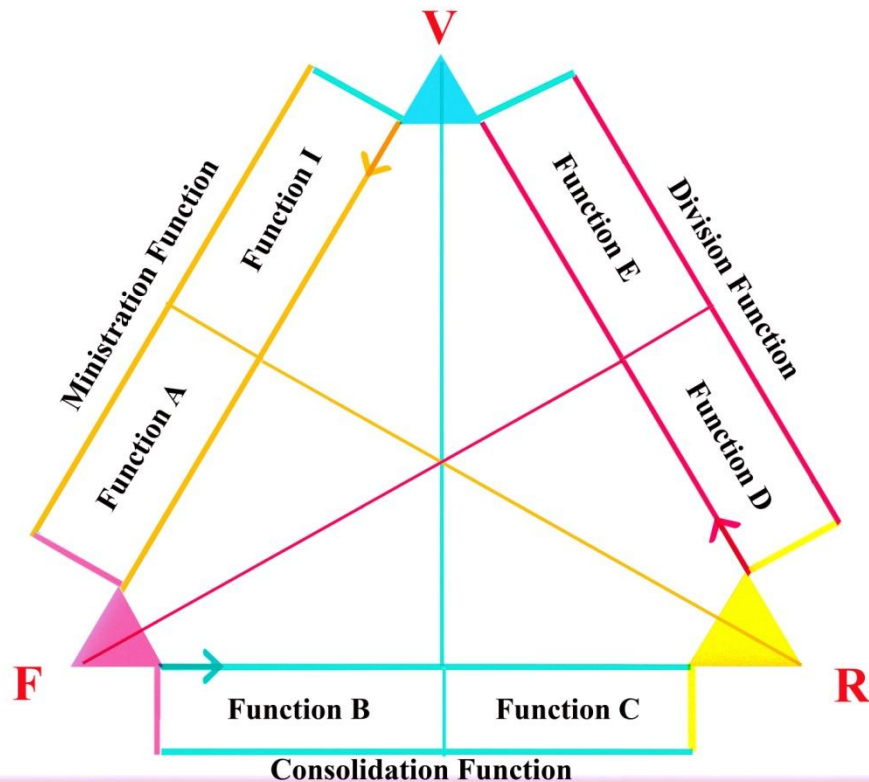 V
Ministration Function
Function I
Function E
Division Function
Function A
Function D
F
R
Function B
Function C
Consolidation Function